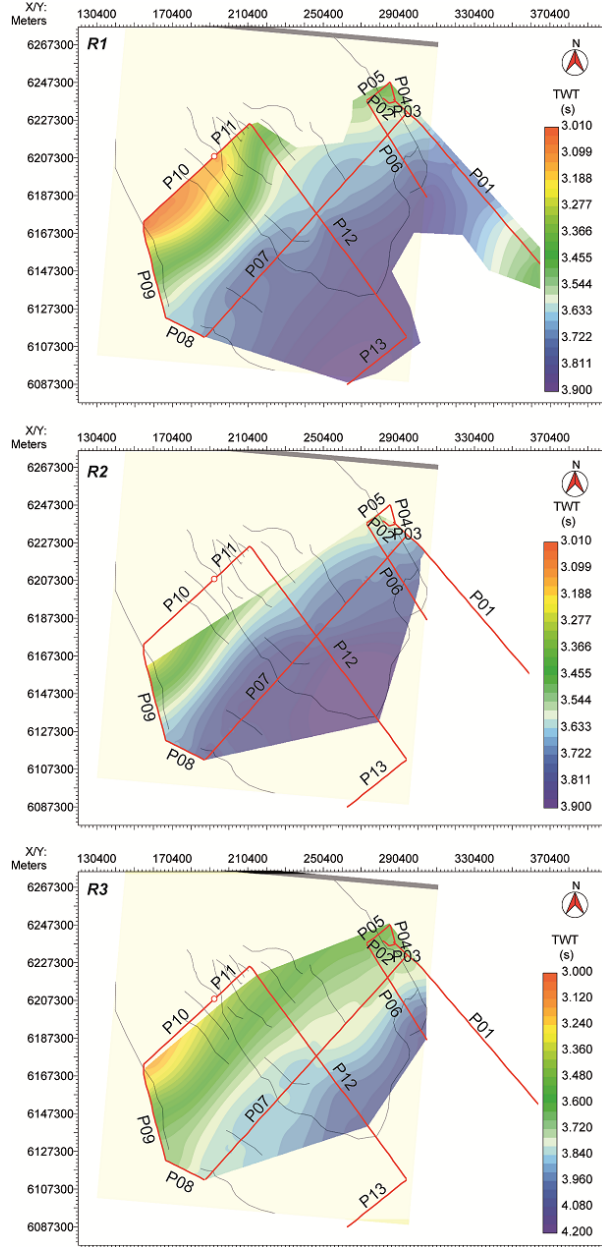 X/Y:
Meters
130400 170400 210400 250400 290400 330400 370400
R1
6267300
6247300
6227300
6207300
6187300
6167300
6147300
6127300
6107300
6087300
P05
P04
P02
P03
P11
P10
P06
P01
P12
P07
P09
P08
P13
N
TWT
(s)
3.010
3.099
3.188
3.277
3.366
3.455
3.544
3.633
3.722
3.811
3.900
X/Y:
Meters
130400 170400 210400 250400 290400 330400 370400
R2
6267300
6247300
6227300
6207300
6187300
6167300
6147300
6127300
6107300
6087300
P05
P04
P02
P03
P11
P10
P06
P01
P12
P07
P09
P08
P13
N
TWT
(s)
3.010
3.099
3.188
3.277
3.366
3.455
3.544
3.633
3.722
3.811
3.900
X/Y:
Meters
130400 170400 210400 250400 290400 330400 370400
R3
6267300
6247300
6227300
6207300
6187300
6167300
6147300
6127300
6107300
6087300
P05
P04
P02
P03
P11
P10
P06
P01
P12
P07
P09
P08
P13
N
TWT
(s)
3.000
3.120
3.240
3.360
3.480
3.600
3.720
3.840
3.960
4.080
4.200